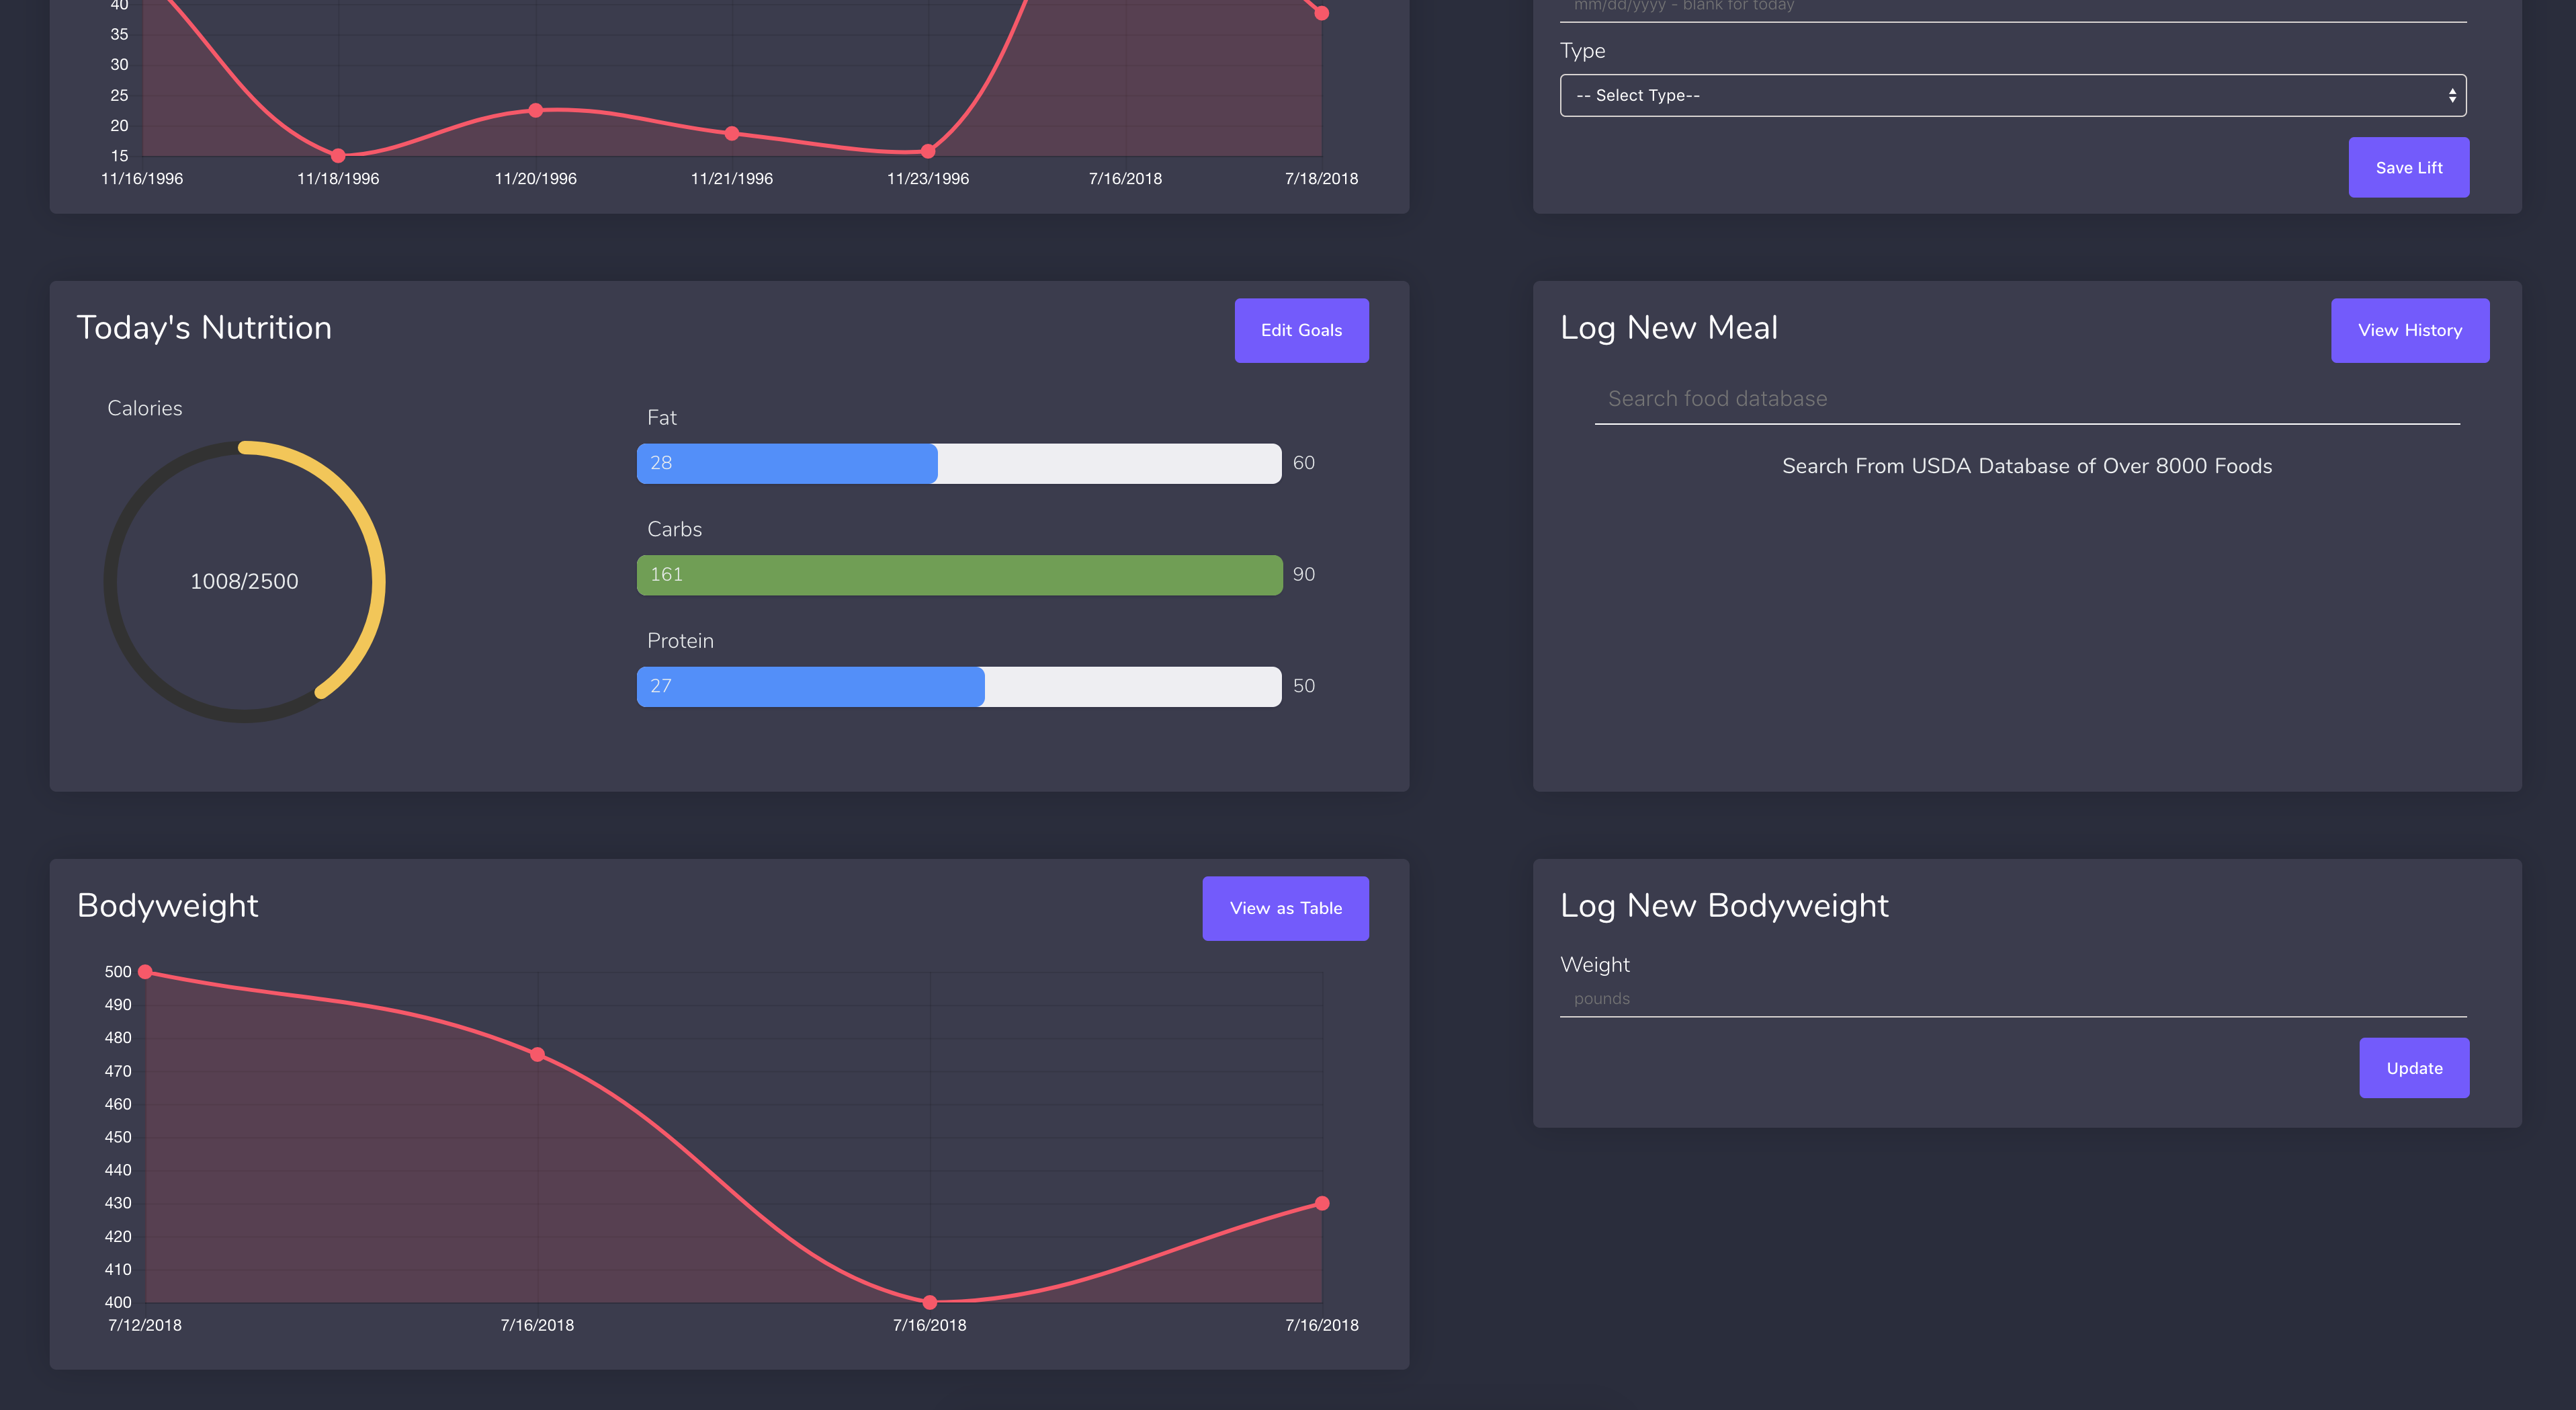 40
35
30
25
20
15
11/16/1996 11/18/1996 11/20/1996 11/21/1996 11/23/1996 7/16/2018 7/18/2018
mm/dd/yyyy - blank for today
Type
-- Select Type--
Save Lift
Today's Nutrition
Edit Goals
Calories
1008/2500
Fat
28 60
Carbs
161 90
Protein
27 50
Log New Meal
View History
Search food database
Search From USDA Database of Over 8000 Foods
Bodyweight
View as Table
500
490
480
470
460
450
440
430
420
410
400
7/12/2018 7/16/2018 7/16/2018 7/16/2018
Log New Bodyweight
Weight
pounds
Update